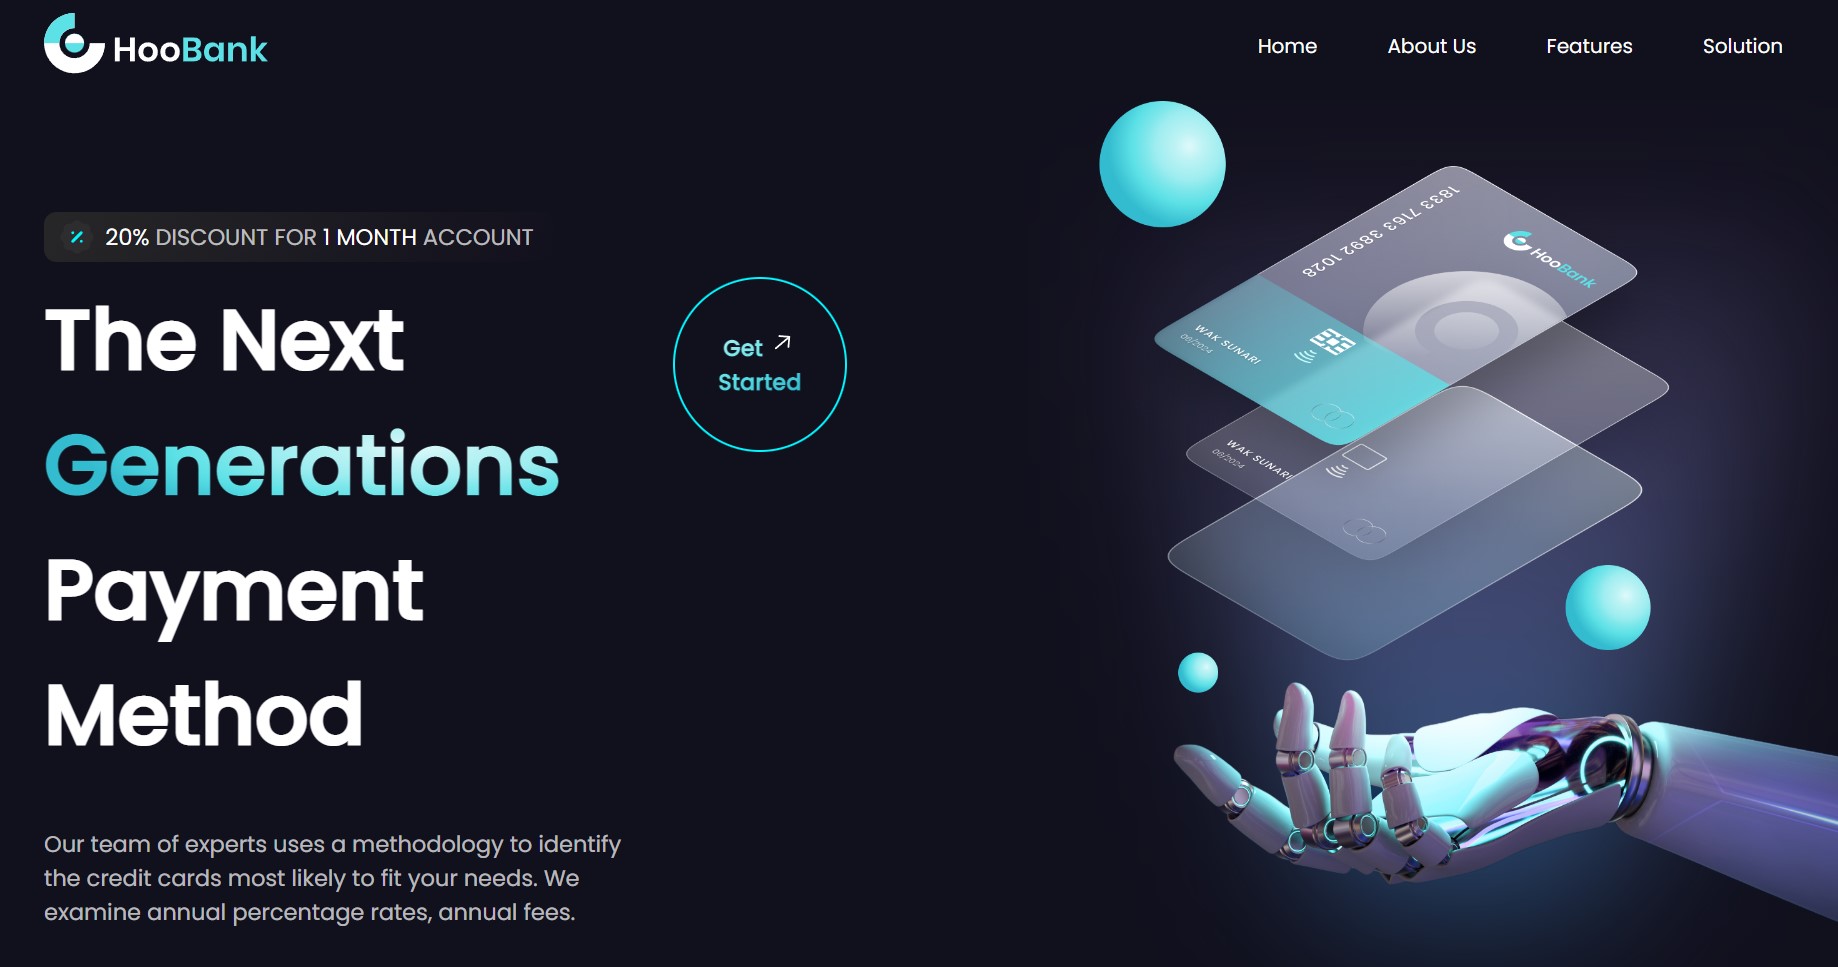 HooBank
Home
About Us
Features
Solution
20% DISCOUNT FOR 1 MONTH ACCOUNT
The Next
Generations
Payment
Method
Get
Started
Our team of experts uses a methodology to identify
the credit cards most likely to fit your needs. We
examine annual percentage rates, annual fees.
1833 7163 3892 1028
HooBank
WAK SUNARI
09/2024
WAK SUNARI
09/2024